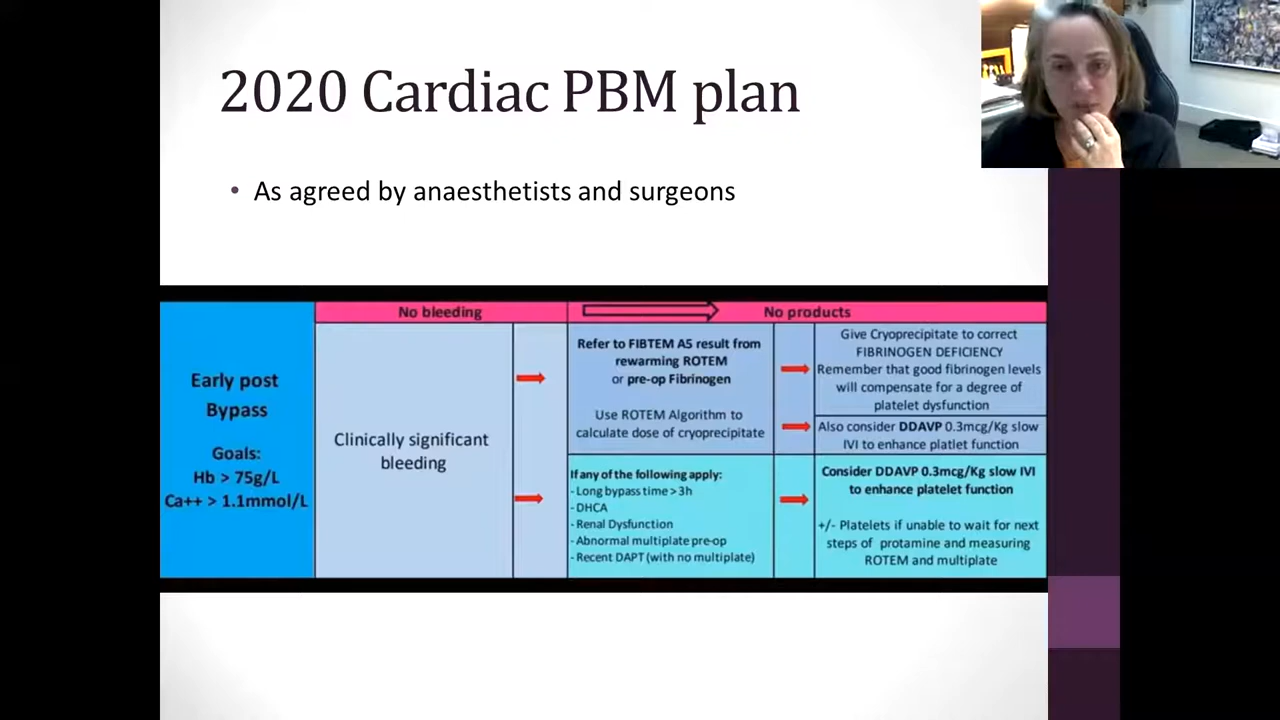 2020 Cardiac PBM plan
• As agreed by anaesthetists and surgeons
No bleeding
No products
Early post
Bypass
Goals:
Hb > 75g/L
Ca++ > 1.1mmol/L
Clinically significant
bleeding
Refer to FIBTEM A5 result from
rewarming ROTEM
or pre-op Fibrinogen
Use ROTEM Algorithm to
calculate dose of cryoprecipitate
Give Cryoprecipitate to correct
FIBRINOGEN DEFICIENCY
Remember that good fibrinogen levels
will compensate for a degree of
platelet dysfunction
Also consider DDAVP 0.3mcg/Kg slow
IVI to enhance platlet function
If any of the following apply:
- Long bypass time > 3h
- DHCA
- Renal Dysfunction
- Abnormal multiplate pre-op
- Recent DAPT (with no multiplate)
Consider DDAVP 0.3mcg/Kg slow IVI
to enhance platelet function
+/- Platelets if unable to wait for next
steps of protamine and measuring
ROTEM and multiplate